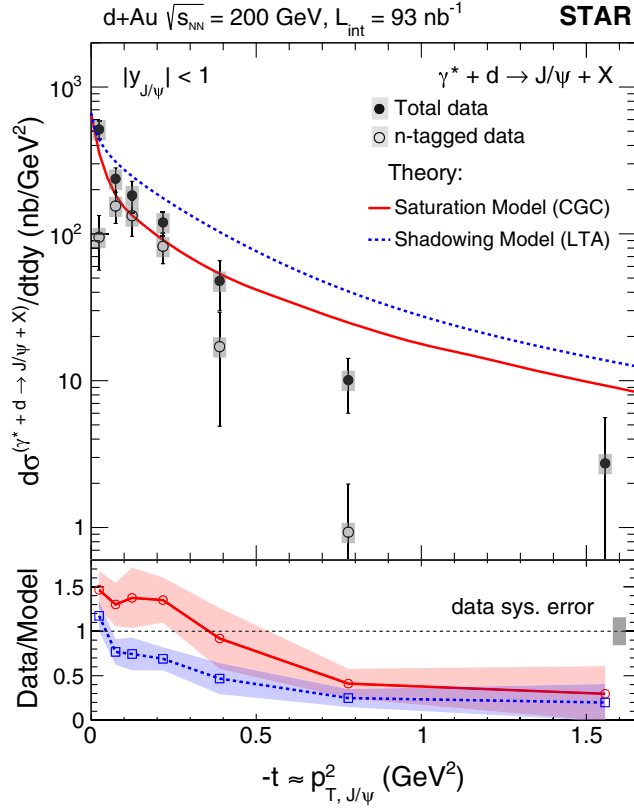 d+Au √s_NN = 200 GeV, L_int = 93 nb⁻¹ STAR
|y_J/ψ| < 1 γ* + d → J/ψ + X
Total data
n-tagged data
Theory:
Saturation Model (CGC)
Shadowing Model (LTA)
dσ^(γ* + d → J/ψ + X)/dtdy (nb/GeV²)
10³
10²
10
1
data sys. error
Data/Model
1.5
1
0.5
0
0 0.5 1 1.5
-t ≈ p²_T, J/ψ (GeV²)